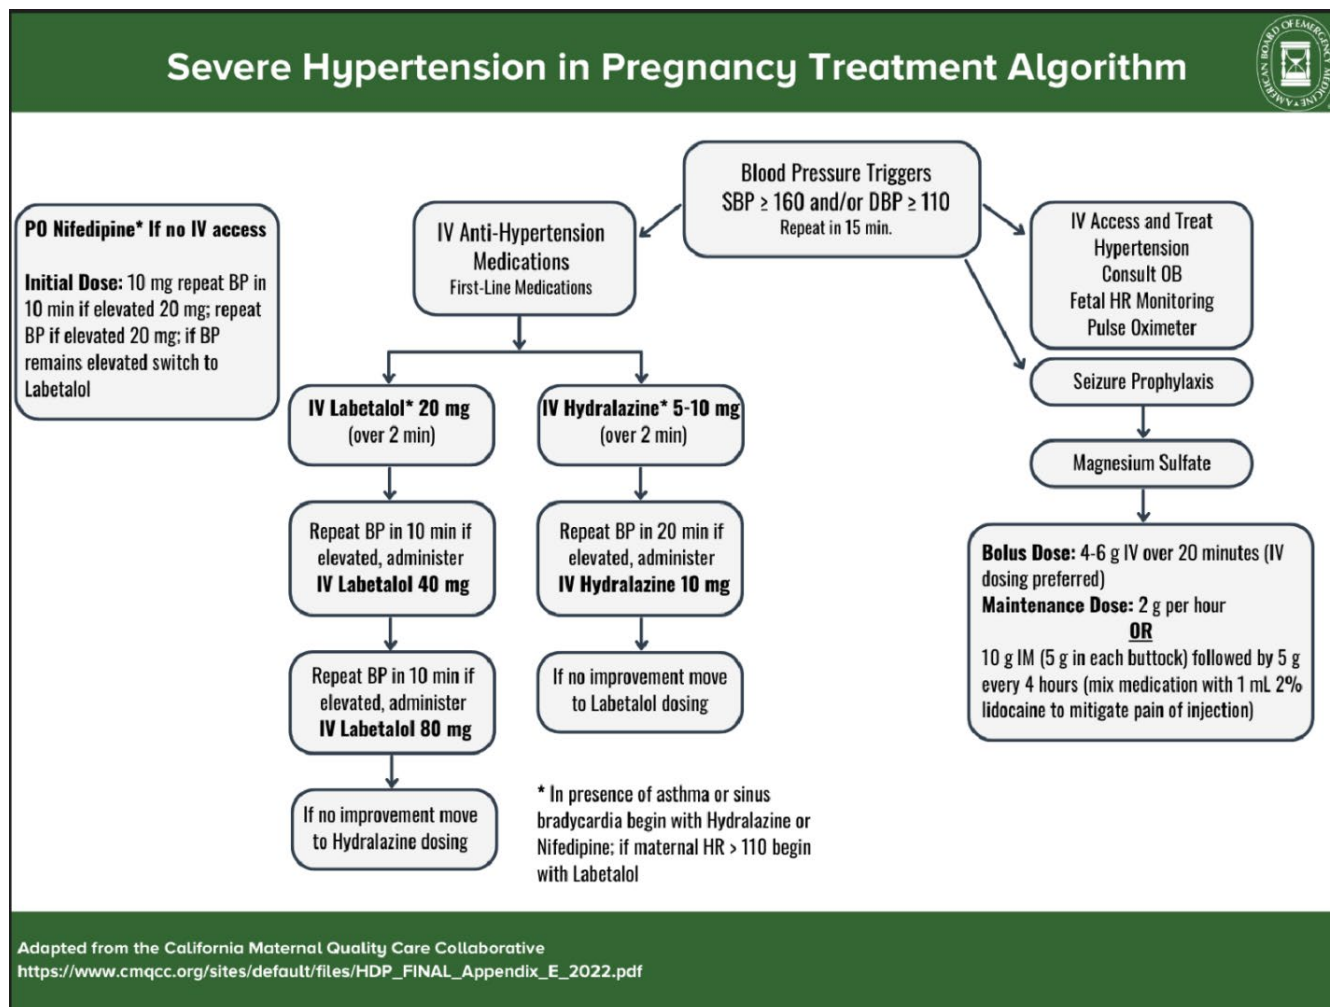 Severe Hypertension in Pregnancy Treatment Algorithm
AMERICAN BOARD OF EMERGENCY MEDICINE
Blood Pressure Triggers
SBP ≥ 160 and/or DBP ≥ 110
Repeat in 15 min.
PO Nifedipine* If no IV access
Initial Dose: 10 mg repeat BP in
10 min if elevated 20 mg; repeat
BP if elevated 20 mg; if BP
remains elevated switch to
Labetalol
IV Anti-Hypertension
Medications
First-Line Medications
IV Access and Treat
Hypertension
Consult OB
Fetal HR Monitoring
Pulse Oximeter
IV Labetalol* 20 mg
(over 2 min)
Repeat BP in 10 min if
elevated, administer
IV Labetalol 40 mg
Repeat BP in 10 min if
elevated, administer
IV Labetalol 80 mg
If no improvement move
to Hydralazine dosing
IV Hydralazine* 5-10 mg
(over 2 min)
Repeat BP in 20 min if
elevated, administer
IV Hydralazine 10 mg
If no improvement move
to Labetalol dosing
* In presence of asthma or sinus
bradycardia begin with Hydralazine or
Nifedipine; if maternal HR > 110 begin
with Labetalol
Seizure Prophylaxis
Magnesium Sulfate
Bolus Dose: 4-6 g IV over 20 minutes (IV
dosing preferred)
Maintenance Dose: 2 g per hour
OR
10 g IM (5 g in each buttock) followed by 5 g
every 4 hours (mix medication with 1 mL 2%
lidocaine to mitigate pain of injection)
Adapted from the California Maternal Quality Care Collaborative
https://www.cmqcc.org/sites/default/files/HDP_FINAL_Appendix_E_2022.pdf